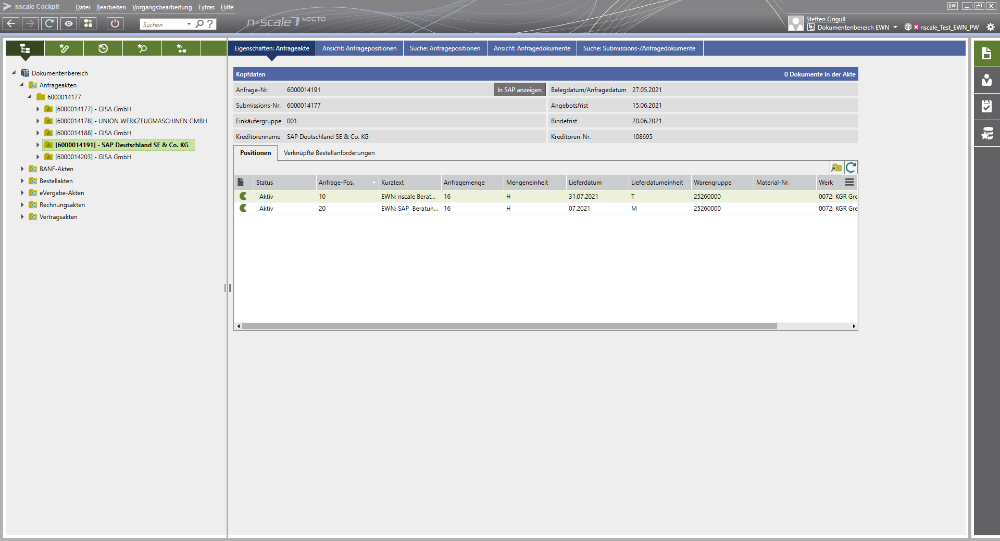 nscale Cockpit
Datei Bearbeiten Vorgangsbearbeitung Extras Hilfe
Suchen
?
n-scale7 vecto
Steffen Grigull
Dokumentenbereich EWN
nscale_Test_EWN_PW
Dokumentenbereich
Anfrageakten
6000014177
[6000014177] - GISA GmbH
[6000014178] - UNION WERKZEUGMASCHINEN GMBH
[6000014188] - GISA GmbH
[6000014191] - SAP Deutschland SE & Co. KG
[6000014203] - GISA GmbH
BANF-Akten
Bestellakten
eVergabe-Akten
Rechnungsakten
Vertragsakten
Eigenschaften: Anfrageakte Ansicht: Anfragepositionen Suche: Anfragepositionen Ansicht: Anfragedokumente Suche: Submissions-/Anfragedokumente
Kopfdaten 0 Dokumente in der Akte
Anfrage-Nr. 6000014191 In SAP anzeigen Belegdatum/Anfragedatum 27.05.2021
Submissions-Nr. 6000014177 Angebotsfrist 15.06.2021
Einkäufergruppe 001 Bindefrist 20.06.2021
Kreditorenname SAP Deutschland SE & Co. KG Kreditoren-Nr. 108695
Positionen Verknüpfte Bestellanforderungen
Status Anfrage-Pos. Kurztext Anfragemenge Mengeneinheit Lieferdatum Lieferdatumeinheit Warengruppe Material-Nr. Werk
Aktiv 10 EWN: nscale Berat... 16 H 31.07.2021 T 25260000 0072: KGR Gre
Aktiv 20 EWN: SAP Beratun... 16 H 07.2021 M 25260000 0072: KGR Gre